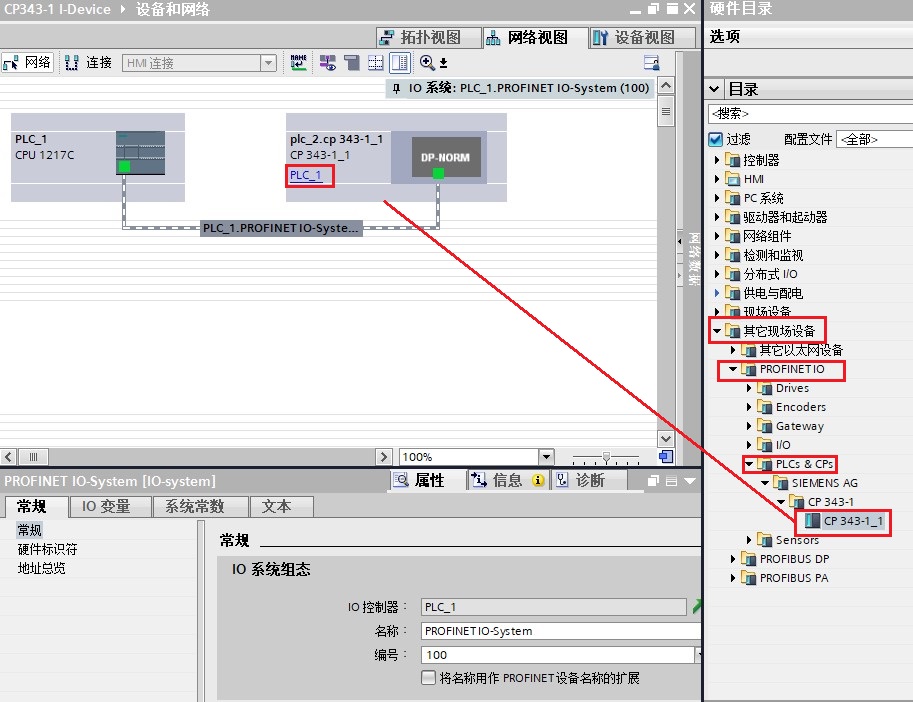 CP343-1 I-Device ▸ 设备和网络
拓扑视图
网络视图
设备视图
网络
连接
HMI 连接
IO 系统: PLC_1.PROFINET IO-System (100)
PLC_1
CPU 1217C
plc_2.cp 343-1_1
CP 343-1_1
PLC_1
DP-NORM
PLC_1.PROFINET IO-Syste...
网络数据
100%
PROFINET IO-System [IO-system]
属性
信息
诊断
常规
IO 变量
系统常数
文本
常规
硬件标识符
地址总览
常规
IO 系统组态
IO 控制器:
PLC_1
名称:
PROFINET IO-System
编号:
100
将名称用作 PROFINET 设备名称的扩展
硬件目录
选项
目录
<搜索>
过滤
配置文件
<全部>
控制器
HMI
PC 系统
驱动器和起动器
网络组件
检测和监视
分布式 I/O
供电与配电
现场设备
其它现场设备
其它以太网设备
PROFINET IO
Drives
Encoders
Gateway
I/O
PLCs & CPs
SIEMENS AG
CP 343-1
CP 343-1_1
Sensors
PROFIBUS DP
PROFIBUS PA